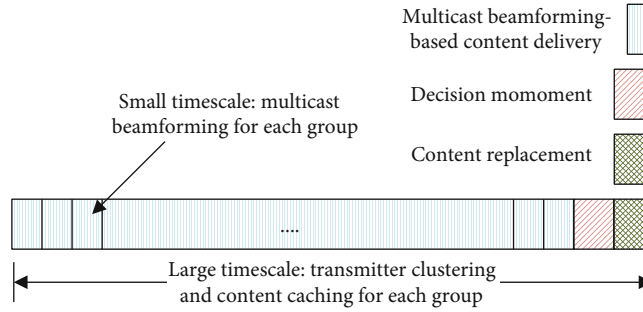 Multicast beamforming-
based content delivery
Small timescale: multicast
beamforming for each group
Decision momoment
Content replacement
....
Large timescale: transmitter clustering
and content caching for each group